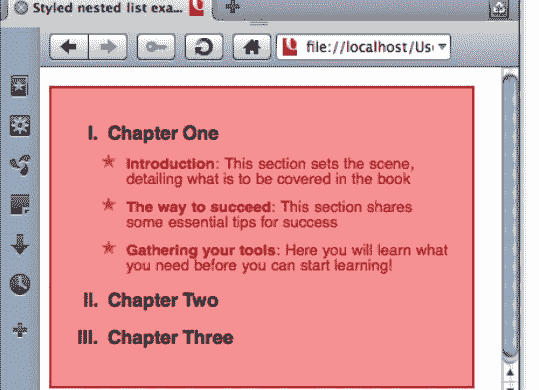 Styled nested list exa...
file://localhost/Us
I. Chapter One
Introduction: This section sets the scene,
detailing what is to be covered in the book
The way to succeed: This section shares
some essential tips for success
Gathering your tools: Here you will learn what
you need before you can start learning!
II. Chapter Two
III. Chapter Three